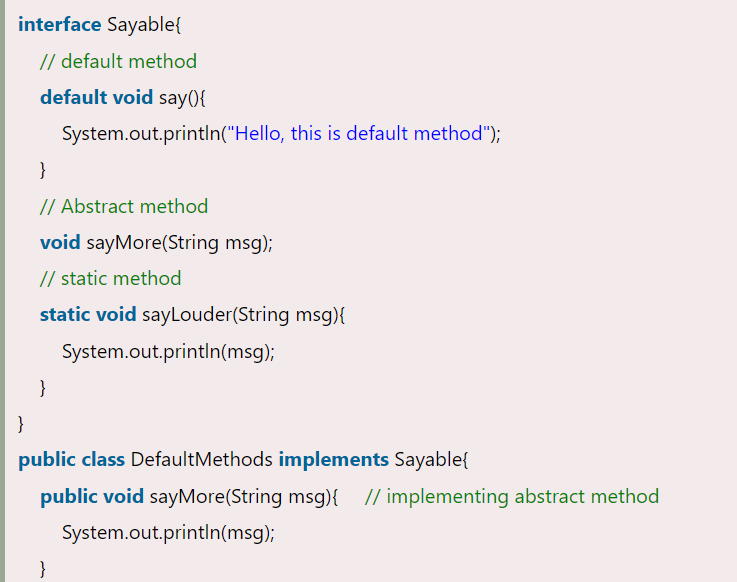 interface Sayable{
// default method
default void say(){
System.out.println("Hello, this is default method");
}
// Abstract method
void sayMore(String msg);
// static method
static void sayLouder(String msg){
System.out.println(msg);
}
}
public class DefaultMethods implements Sayable{
public void sayMore(String msg){ // implementing abstract method
System.out.println(msg);
}